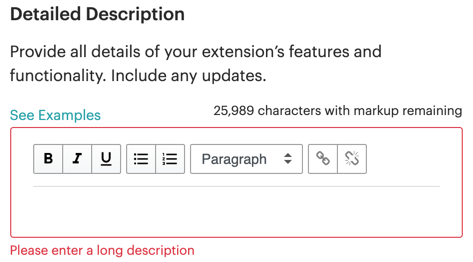 Detailed Description
Provide all details of your extension’s features and
functionality. Include any updates.
See Examples
25,989 characters with markup remaining
B I U Paragraph
Please enter a long description